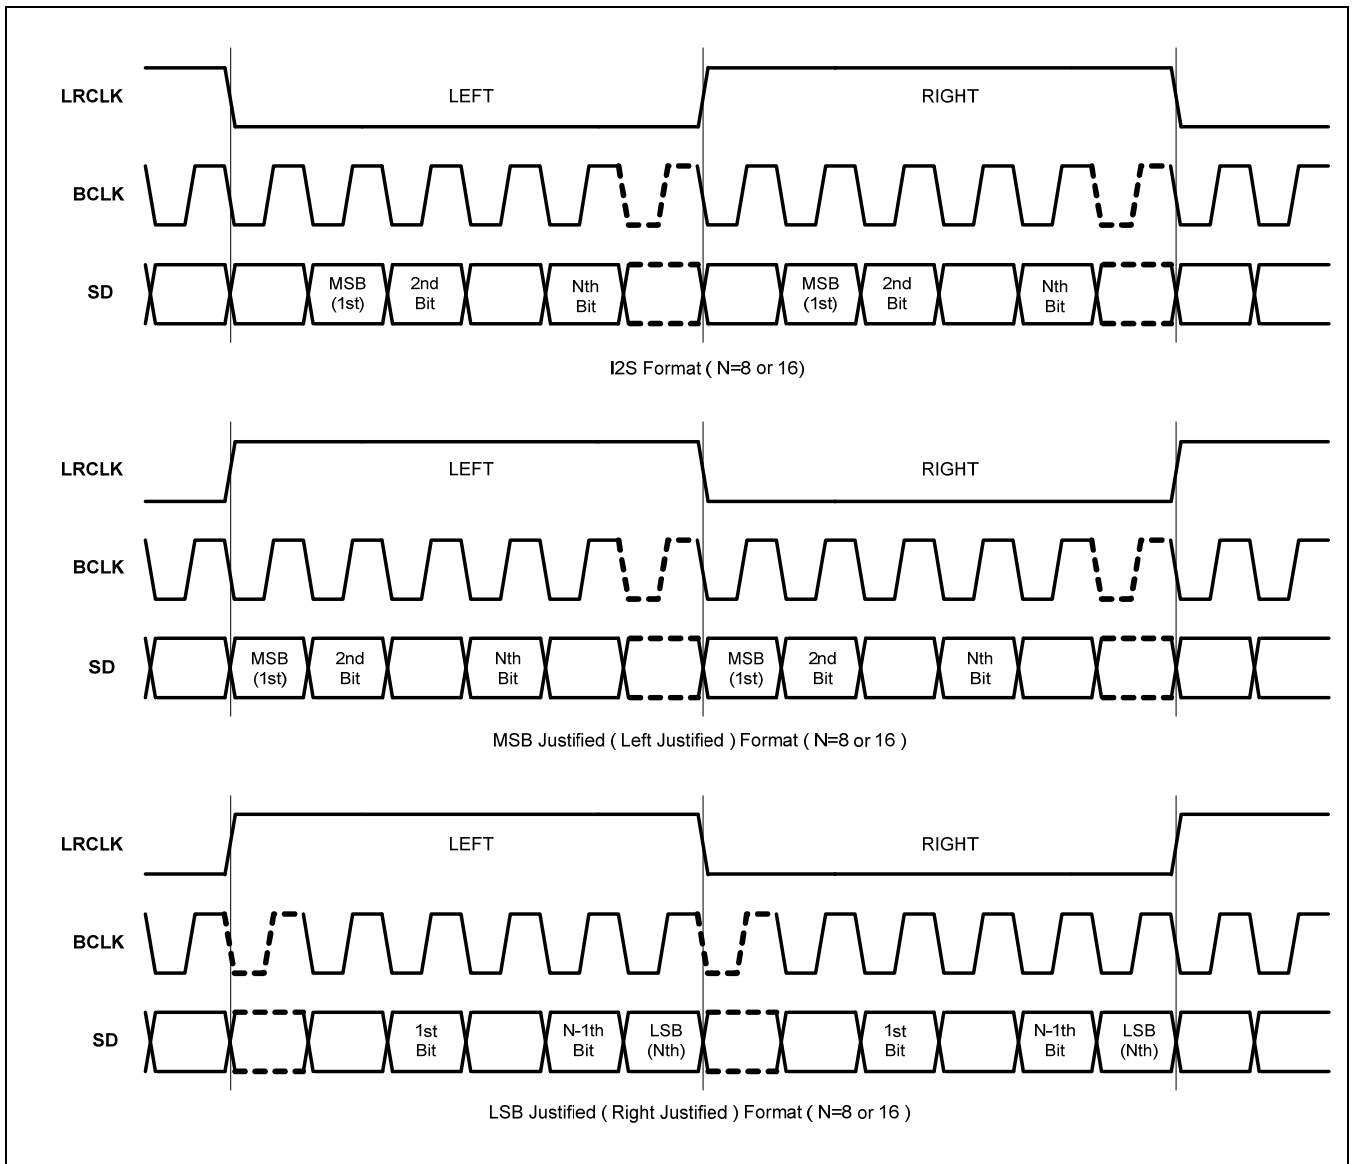 LRCLK
LEFT
RIGHT
BCLK
SD
MSB
(1st)
2nd
Bit
Nth
Bit
MSB
(1st)
2nd
Bit
Nth
Bit
I2S Format ( N=8 or 16)
LRCLK
LEFT
RIGHT
BCLK
SD
MSB
(1st)
2nd
Bit
Nth
Bit
MSB
(1st)
2nd
Bit
Nth
Bit
MSB Justified ( Left Justified ) Format ( N=8 or 16 )
LRCLK
LEFT
RIGHT
BCLK
SD
1st
Bit
N-1th
Bit
LSB
(Nth)
1st
Bit
N-1th
Bit
LSB
(Nth)
LSB Justified ( Right Justified ) Format ( N=8 or 16 )